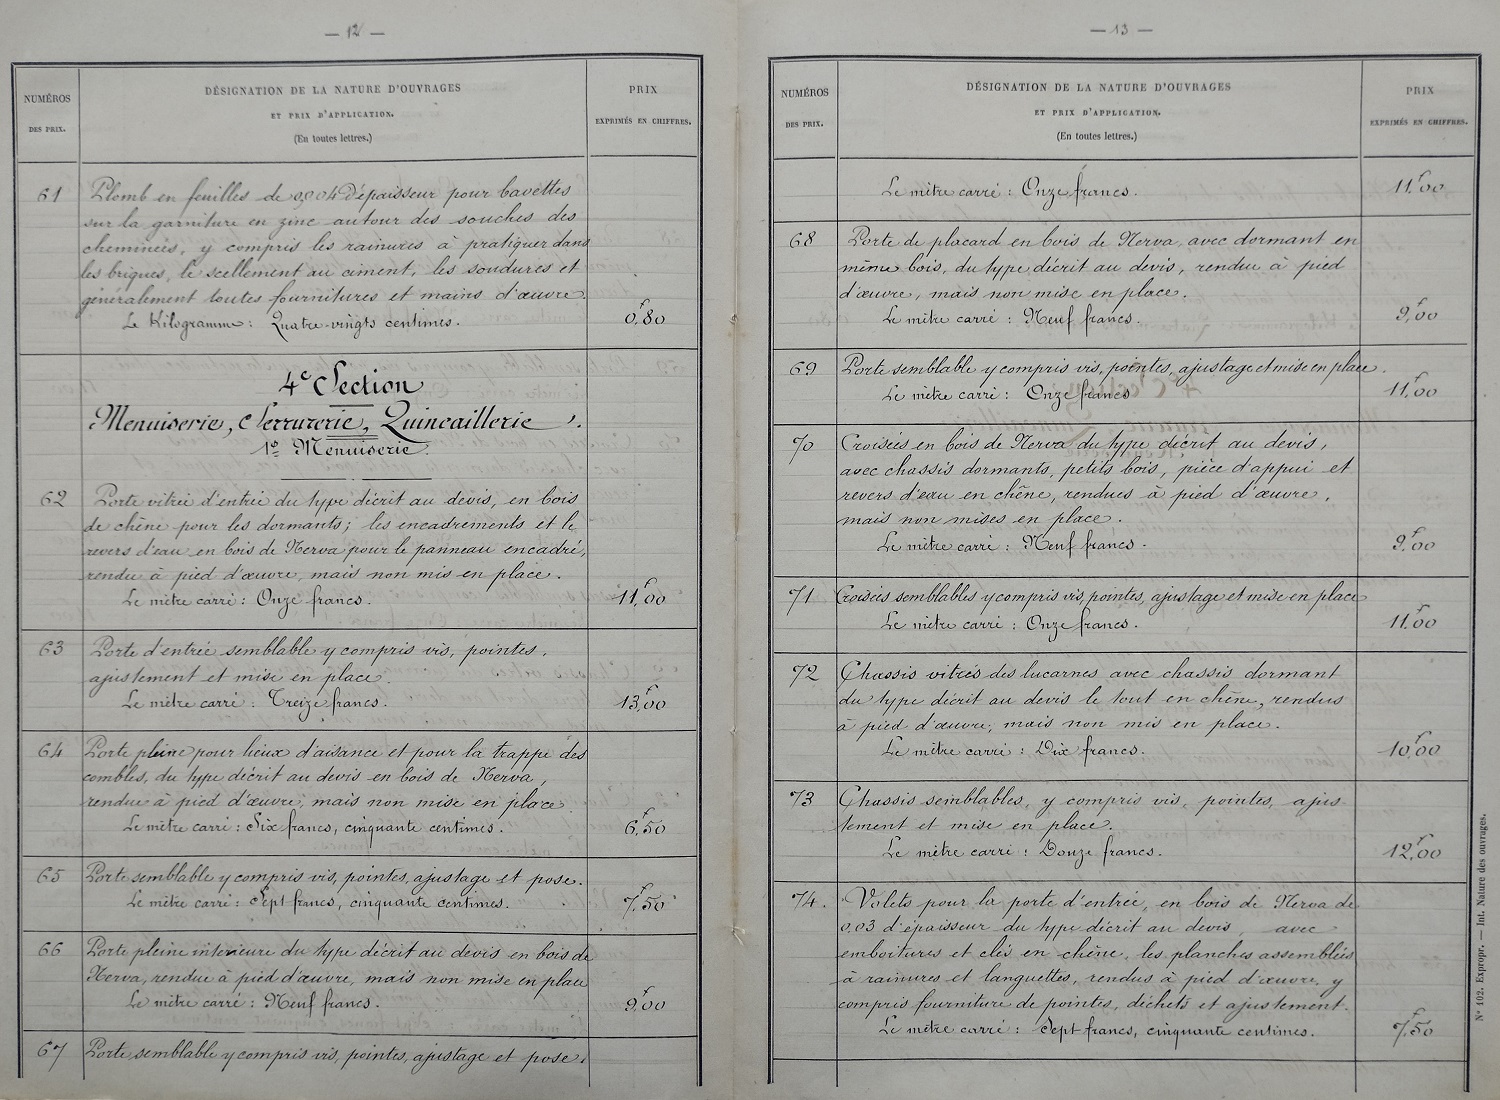 — 12 —
NUMÉROS
DES PRIX.
DÉSIGNATION DE LA NATURE D'OUVRAGES
ET PRIX D'APPLICATION.
(En toutes lettres.)
PRIX
EXPRIMÉS EN CHIFFRES.
61 Plomb en feuilles de 0,004 d'épaisseur pour bavettes
sur la garniture en zinc autour des souches des
cheminées, y compris les rainures à pratiquer dans
les briques, le scellement au ciment, les soudures et
généralement toutes fournitures et mains d'œuvre.
Le Kilogramme: Quatre-vingts centimes. 0f,80
4e Section
Menuiserie, Serrurerie, Quincaillerie.
1º Menuiserie.
62 Porte vitrée d'entrée du type décrit au devis, en bois
de chêne pour les dormants; les encadrements et le
revers d'eau en bois de Nerva pour le panneau encadré,
rendue à pied d'œuvre, mais non mis en place.
Le mètre carré: Onze francs. 11f,00
63 Porte d'entrée semblable y compris vis, pointes,
ajustement et mise en place.
Le mètre carré: Treize francs. 13f,00
64 Porte pleine pour lieux d'aisance et pour la trappe des
combles, du type décrit au devis en bois de Nerva,
rendue à pied d'œuvre, mais non mise en place.
Le mètre carré: Six francs, cinquante centimes. 6f,50
65 Porte semblable y compris vis, pointes, ajustage et pose.
Le mètre carré: Sept francs, cinquante centimes. 7f,50
66 Porte pleine intérieure du type décrit au devis en bois de
Nerva, rendue à pied d'œuvre, mais non mise en place
Le mètre carré: Neuf francs. 9f,00
67 Porte semblable y compris vis, pointes, ajustage et pose.
— 13 —
NUMÉROS
DES PRIX.
DÉSIGNATION DE LA NATURE D'OUVRAGES
ET PRIX D'APPLICATION.
(En toutes lettres.)
PRIX
EXPRIMÉS EN CHIFFRES.
Le mètre carré: Onze francs. 11f,00
68 Porte de placard en bois de Nerva, avec dormant en
même bois, du type décrit au devis, rendue à pied
d'œuvre, mais non mise en place.
Le mètre carré: Neuf francs. 9f,00
69 Porte semblable y compris vis, pointes, ajustage et mise en place.
Le mètre carré: Onze francs 11f,00
70 Croisées en bois de Nerva du type décrit au devis,
avec chassis dormants, petits bois, pièce d'appui et
revers d'eau en chêne, rendues à pied d'œuvre,
mais non mises en place.
Le mètre carré: Neuf francs. 9f,00
71 Croisées semblables y compris vis, pointes, ajustage et mise en place
Le mètre carré: Onze francs. 11f,00
72 Chassis vitrés des lucarnes avec chassis dormant
du type décrit au devis le tout en chêne, rendus
à pied d'œuvre, mais non mis en place.
Le mètre carré: Dix francs. 10f,00
73 Chassis semblables, y compris vis, pointes, ajus-
tement et mise en place.
Le mètre carré: Douze francs. 12f,00
74. Volets pour la porte d'entrée, en bois de Nerva de
0,03 d'épaisseur du type décrit au devis, avec
emboitures et clés en chêne, les planches assemblées
à rainures et languettes, rendus à pied d'œuvre, y
compris fourniture de pointes, déchets et ajustement.
Le mètre carré: Sept francs, cinquante centimes. 7f,50
Nº 102. Expropr. — Int. Nature des ouvrages.